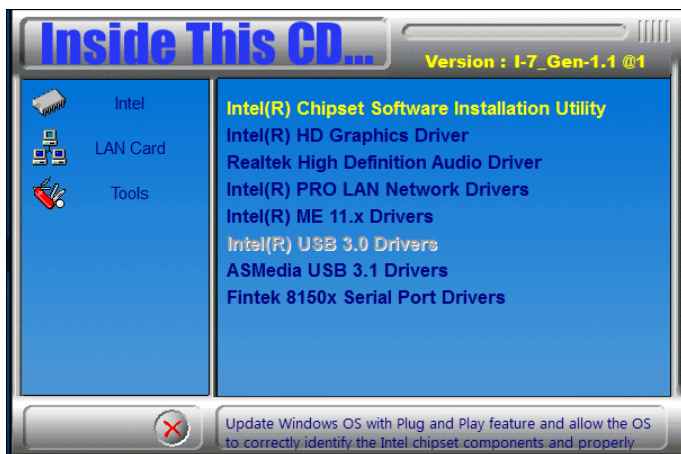 Inside This CD...
Version : I-7_Gen-1.1 @1
Intel
LAN Card
Tools
Intel(R) Chipset Software Installation Utility
Intel(R) HD Graphics Driver
Realtek High Definition Audio Driver
Intel(R) PRO LAN Network Drivers
Intel(R) ME 11.x Drivers
Intel(R) USB 3.0 Drivers
ASMedia USB 3.1 Drivers
Fintek 8150x Serial Port Drivers
Update Windows OS with Plug and Play feature and allow the OS
to correctly identify the Intel chipset components and properly